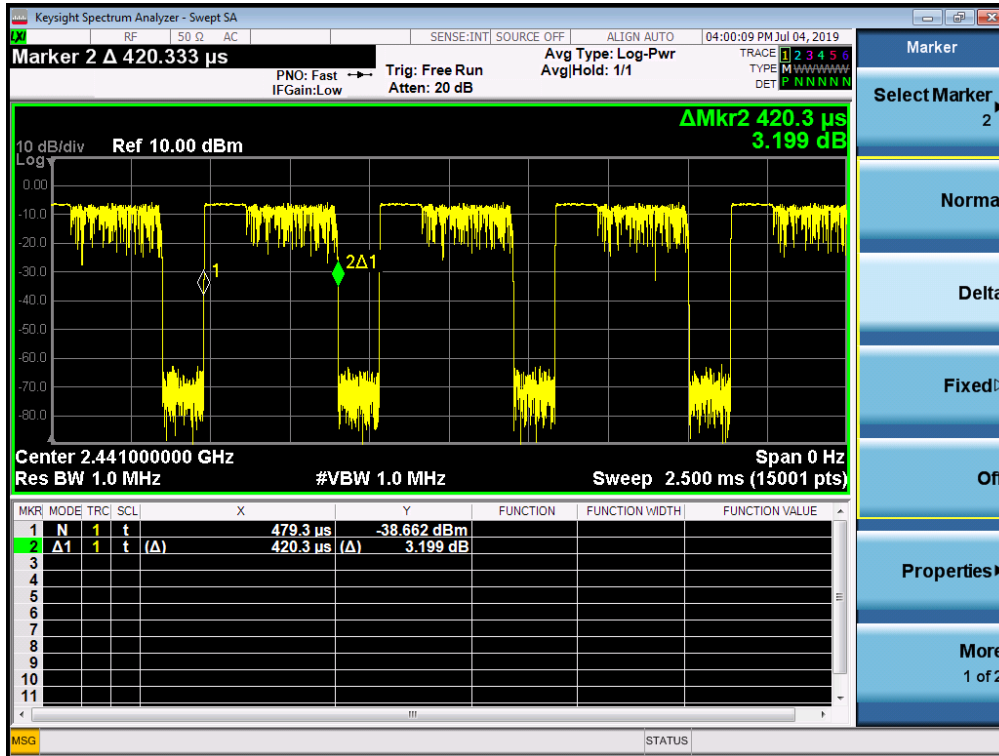 Keysight Spectrum Analyzer - Swept SA
LXI RF 50 Ω AC SENSE:INT SOURCE OFF ALIGN AUTO 04:00:09 PM Jul 04, 2019
Marker 2 Δ 420.333 µs
PNO: Fast
IFGain:Low
Trig: Free Run
Atten: 20 dB
Avg Type: Log-Pwr
Avg|Hold: 1/1
TRACE 1 2 3 4 5 6
TYPE M WWWWW
DET P N N N N N
ΔMkr2 420.3 µs
3.199 dB
10 dB/div Ref 10.00 dBm
Log
0.00
-10.0
-20.0
-30.0
-40.0
-50.0
-60.0
-70.0
-80.0
1
2Δ1
Center 2.441000000 GHz Span 0 Hz
Res BW 1.0 MHz #VBW 1.0 MHz Sweep 2.500 ms (15001 pts)
MKR MODE TRC SCL X Y FUNCTION FUNCTION WIDTH FUNCTION VALUE
1 N 1 t 479.3 µs -38.662 dBm
2 Δ1 1 t (Δ) 420.3 µs (Δ) 3.199 dB
3
4
5
6
7
8
9
10
11
MSG STATUS
Marker
Select Marker
2
Norma
Delta
Fixed
Off
Properties
More
1 of 2